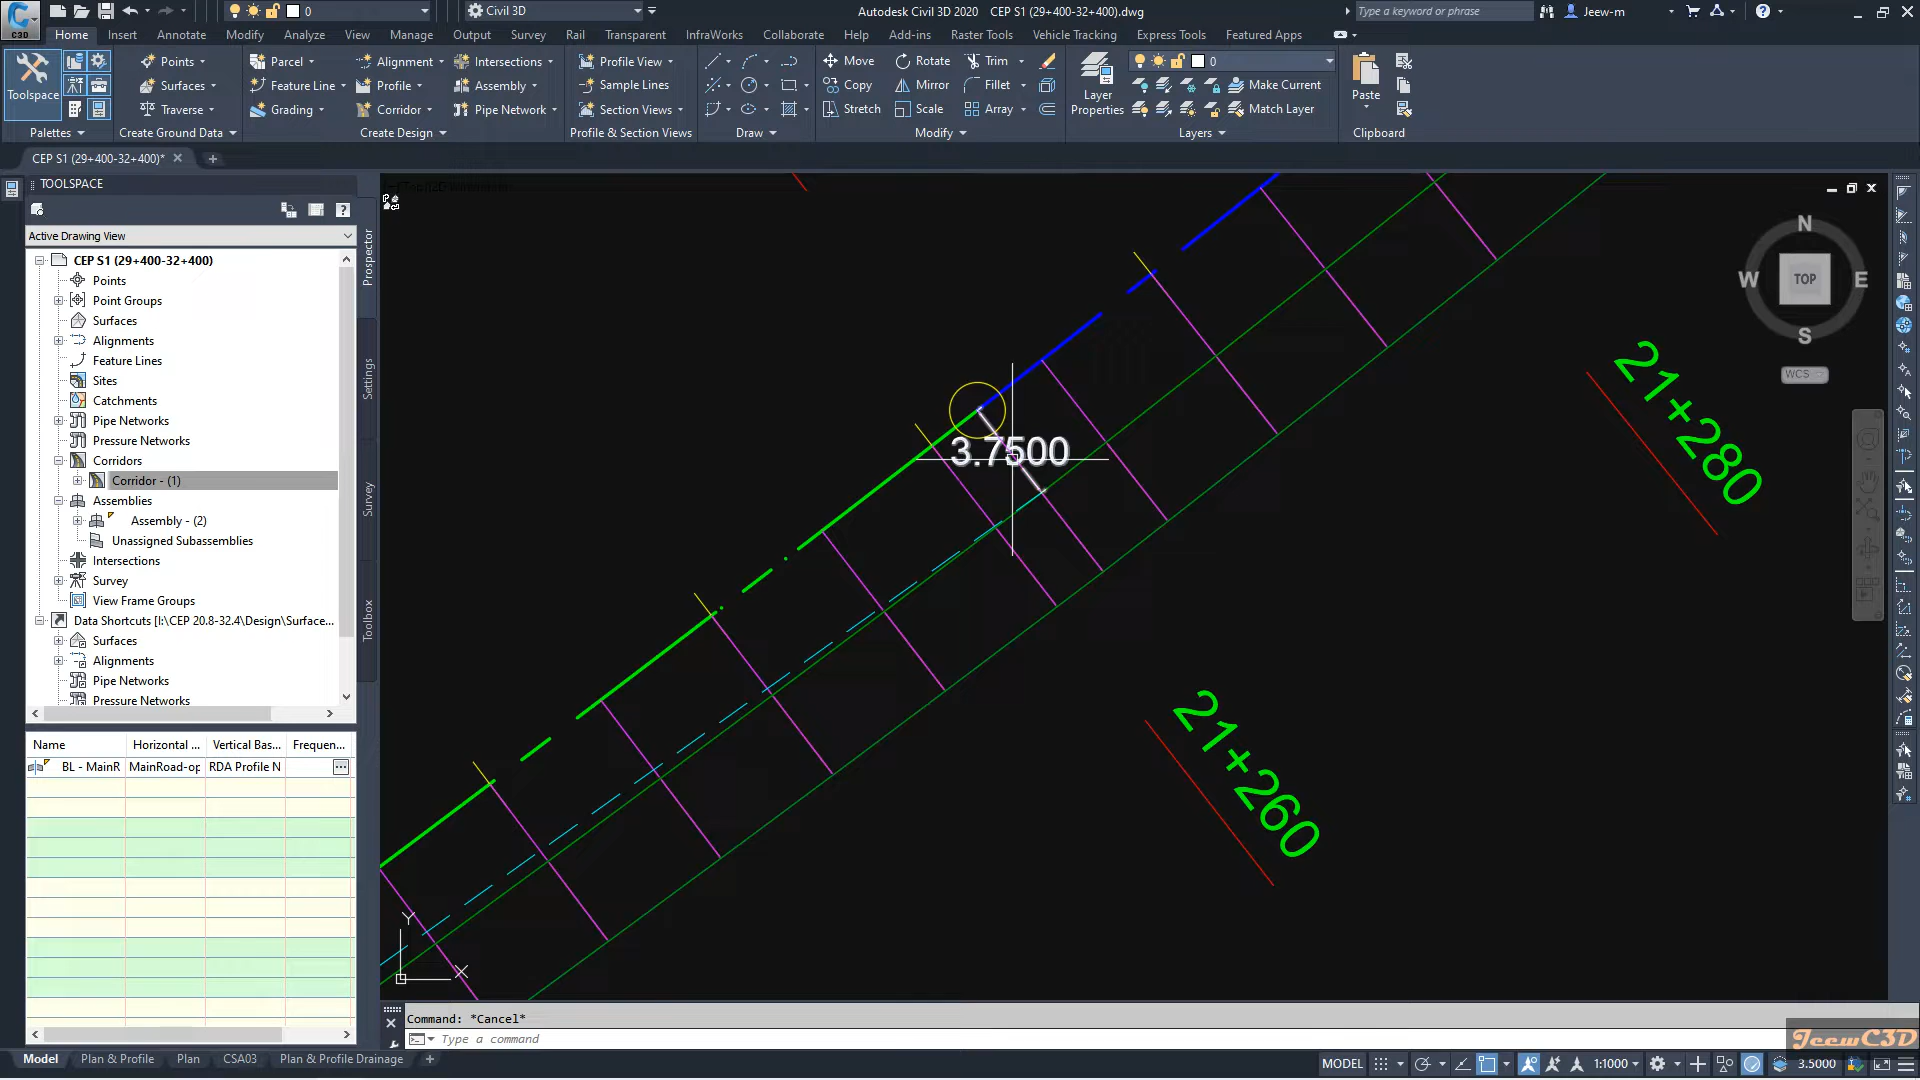 C3D
0
Civil 3D
Autodesk Civil 3D 2020 CEP S1 (29+400-32+400).dwg
Type a keyword or phrase
Jeew-m
Home Insert Annotate Modify Analyze View Manage Output Survey Rail Transparent InfraWorks Collaborate Help Add-ins Raster Tools Vehicle Tracking Express Tools Featured Apps
Points Parcel Alignment Intersections Profile View Move Rotate Trim 0
Toolspace Surfaces Feature Line Profile Assembly Sample Lines Copy Mirror Fillet Layer Properties Make Current Paste
Traverse Grading Corridor Pipe Network Section Views Stretch Scale Array Match Layer
Palettes Create Ground Data Create Design Profile & Section Views Draw Modify Layers Clipboard
CEP S1 (29+400-32+400)*
TOOLSPACE
Active Drawing View
CEP S1 (29+400-32+400)
Points
Point Groups
Surfaces
Alignments
Feature Lines
Sites
Catchments
Pipe Networks
Pressure Networks
Corridors
Corridor - (1)
Assemblies
Assembly - (2)
Unassigned Subassemblies
Intersections
Survey
View Frame Groups
Data Shortcuts [I:\CEP 20.8-32.4\Design\Surface...
Surfaces
Alignments
Pipe Networks
Pressure Networks
Prospector
Settings
Survey
Toolbox
Name Horizontal ... Vertical Bas... Frequen...
BL - MainR MainRoad-op RDA Profile N
N
W TOP E
S
WCS
3.7500
21+280
21+260
Y
X
Command: *Cancel*
Type a command
Model Plan & Profile Plan CSA03 Plan & Profile Drainage
MODEL 1:1000 3.5000
JeewC3D